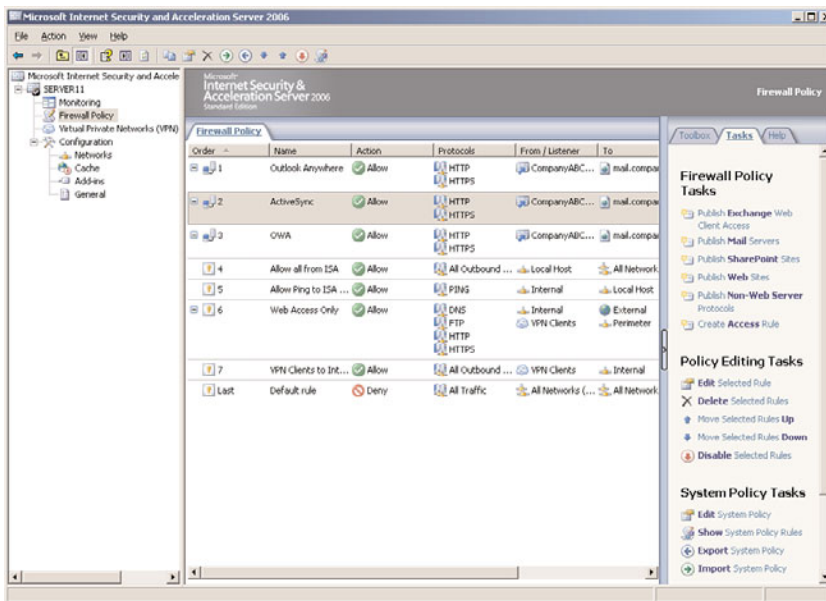 Microsoft Internet Security and Acceleration Server 2006
File Action View Help
Microsoft Internet Security and Accele
SERVER11
Monitoring
Firewall Policy
Virtual Private Networks (VPN)
Configuration
Networks
Cache
Add-ins
General
Microsoft
Internet Security &
Acceleration Server 2006
Standard Edition
Firewall Policy
Firewall Policy
Order Name Action Protocols From / Listener To
1 Outlook Anywhere Allow HTTP CompanyABC... mail.compa
HTTPS
2 ActiveSync Allow HTTP CompanyABC... mail.compa
HTTPS
3 OWA Allow HTTP CompanyABC... mail.compa
HTTPS
4 Allow all from ISA Allow All Outbound ... Local Host All Network
5 Allow Ping to ISA ... Allow PING Internal Local Host
6 Web Access Only Allow DNS Internal External
FTP VPN Clients Perimeter
HTTP
HTTPS
7 VPN Clients to Int... Allow All Outbound ... VPN Clients Internal
Last Default rule Deny All Traffic All Networks (... All Network
Toolbox Tasks Help
Firewall Policy
Tasks
Publish Exchange Web
Client Access
Publish Mail Servers
Publish SharePoint Sites
Publish Web Sites
Publish Non-Web Server
Protocols
Create Access Rule
Policy Editing Tasks
Edit Selected Rule
Delete Selected Rules
Move Selected Rules Up
Move Selected Rules Down
Disable Selected Rules
System Policy Tasks
Edit System Policy
Show System Policy Rules
Export System Policy
Import System Policy